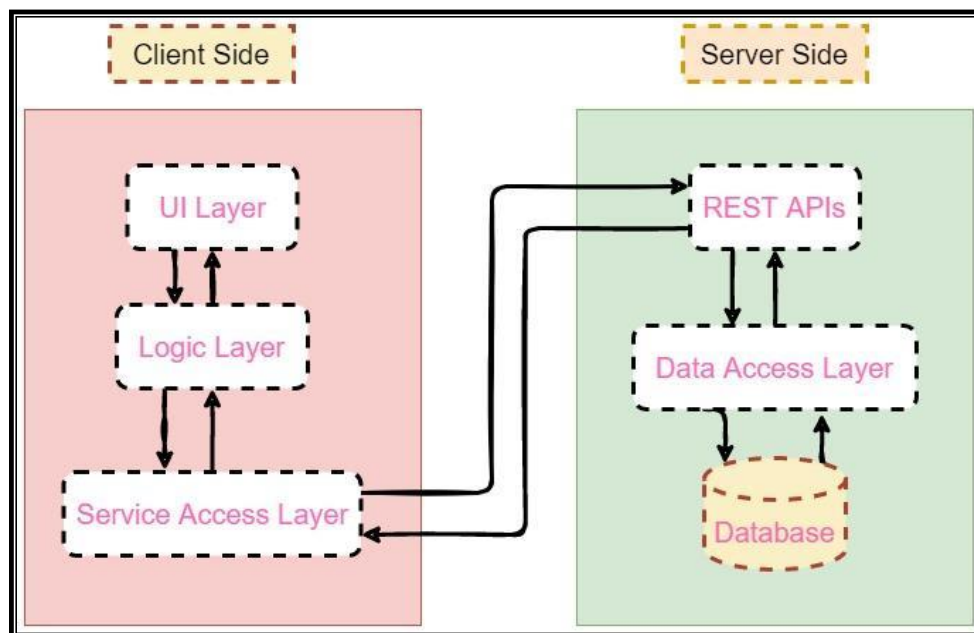 Client Side
Server Side
UI Layer
Logic Layer
Service Access Layer
REST APIs
Data Access Layer
Database